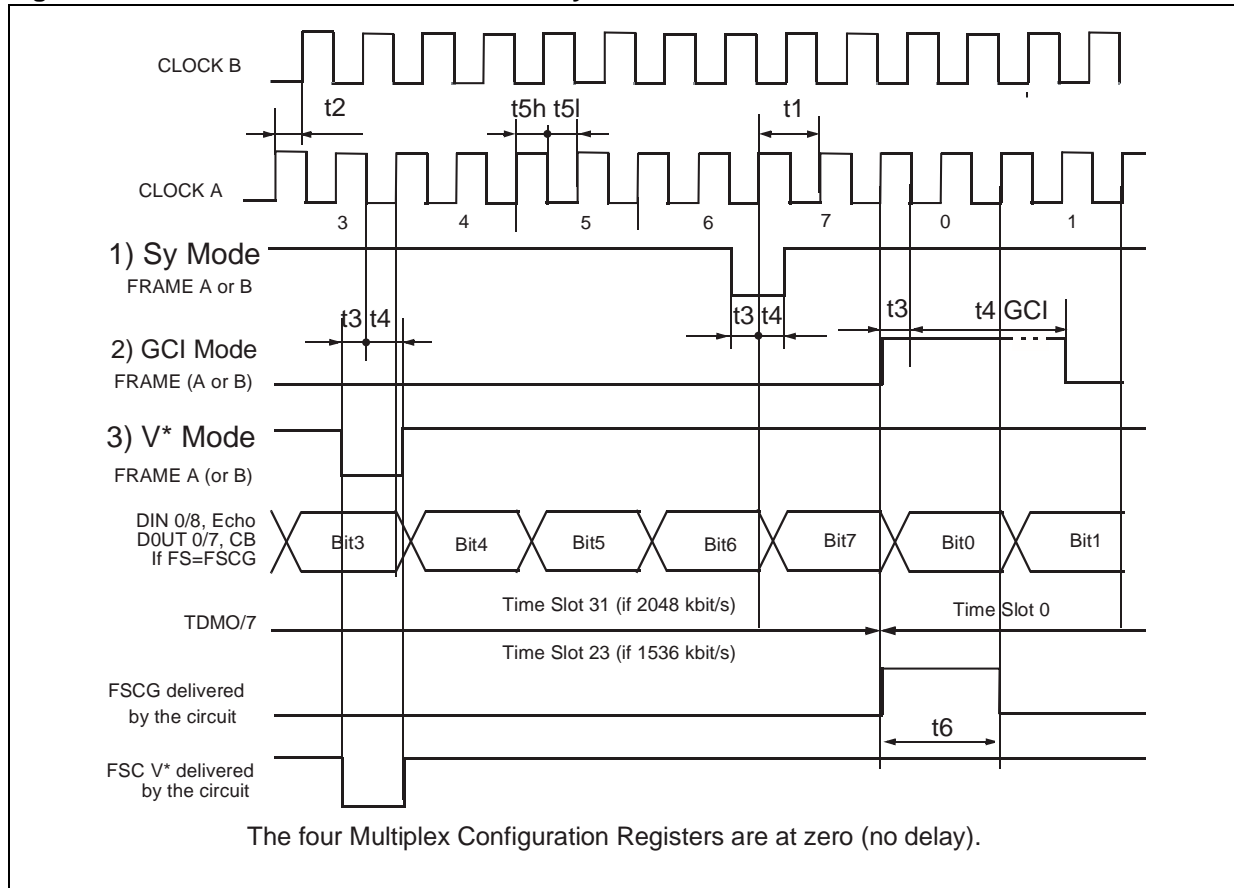 CLOCK B
t2
t5h t5l
t1
CLOCK A
3 4 5 6 7 0 1
1) Sy Mode
FRAME A or B
t3 t4
t3 t4
t3 t4 GCI
2) GCI Mode
FRAME (A or B)
3) V* Mode
FRAME A (or B)
DIN 0/8, Echo
D0UT 0/7, CB
If FS=FSCG
Bit3 Bit4 Bit5 Bit6 Bit7 Bit0 Bit1
Time Slot 31 (if 2048 kbit/s)
Time Slot 0
TDMO/7
Time Slot 23 (if 1536 kbit/s)
FSCG delivered
by the circuit
t6
FSC V* delivered
by the circuit
The four Multiplex Configuration Registers are at zero (no delay).